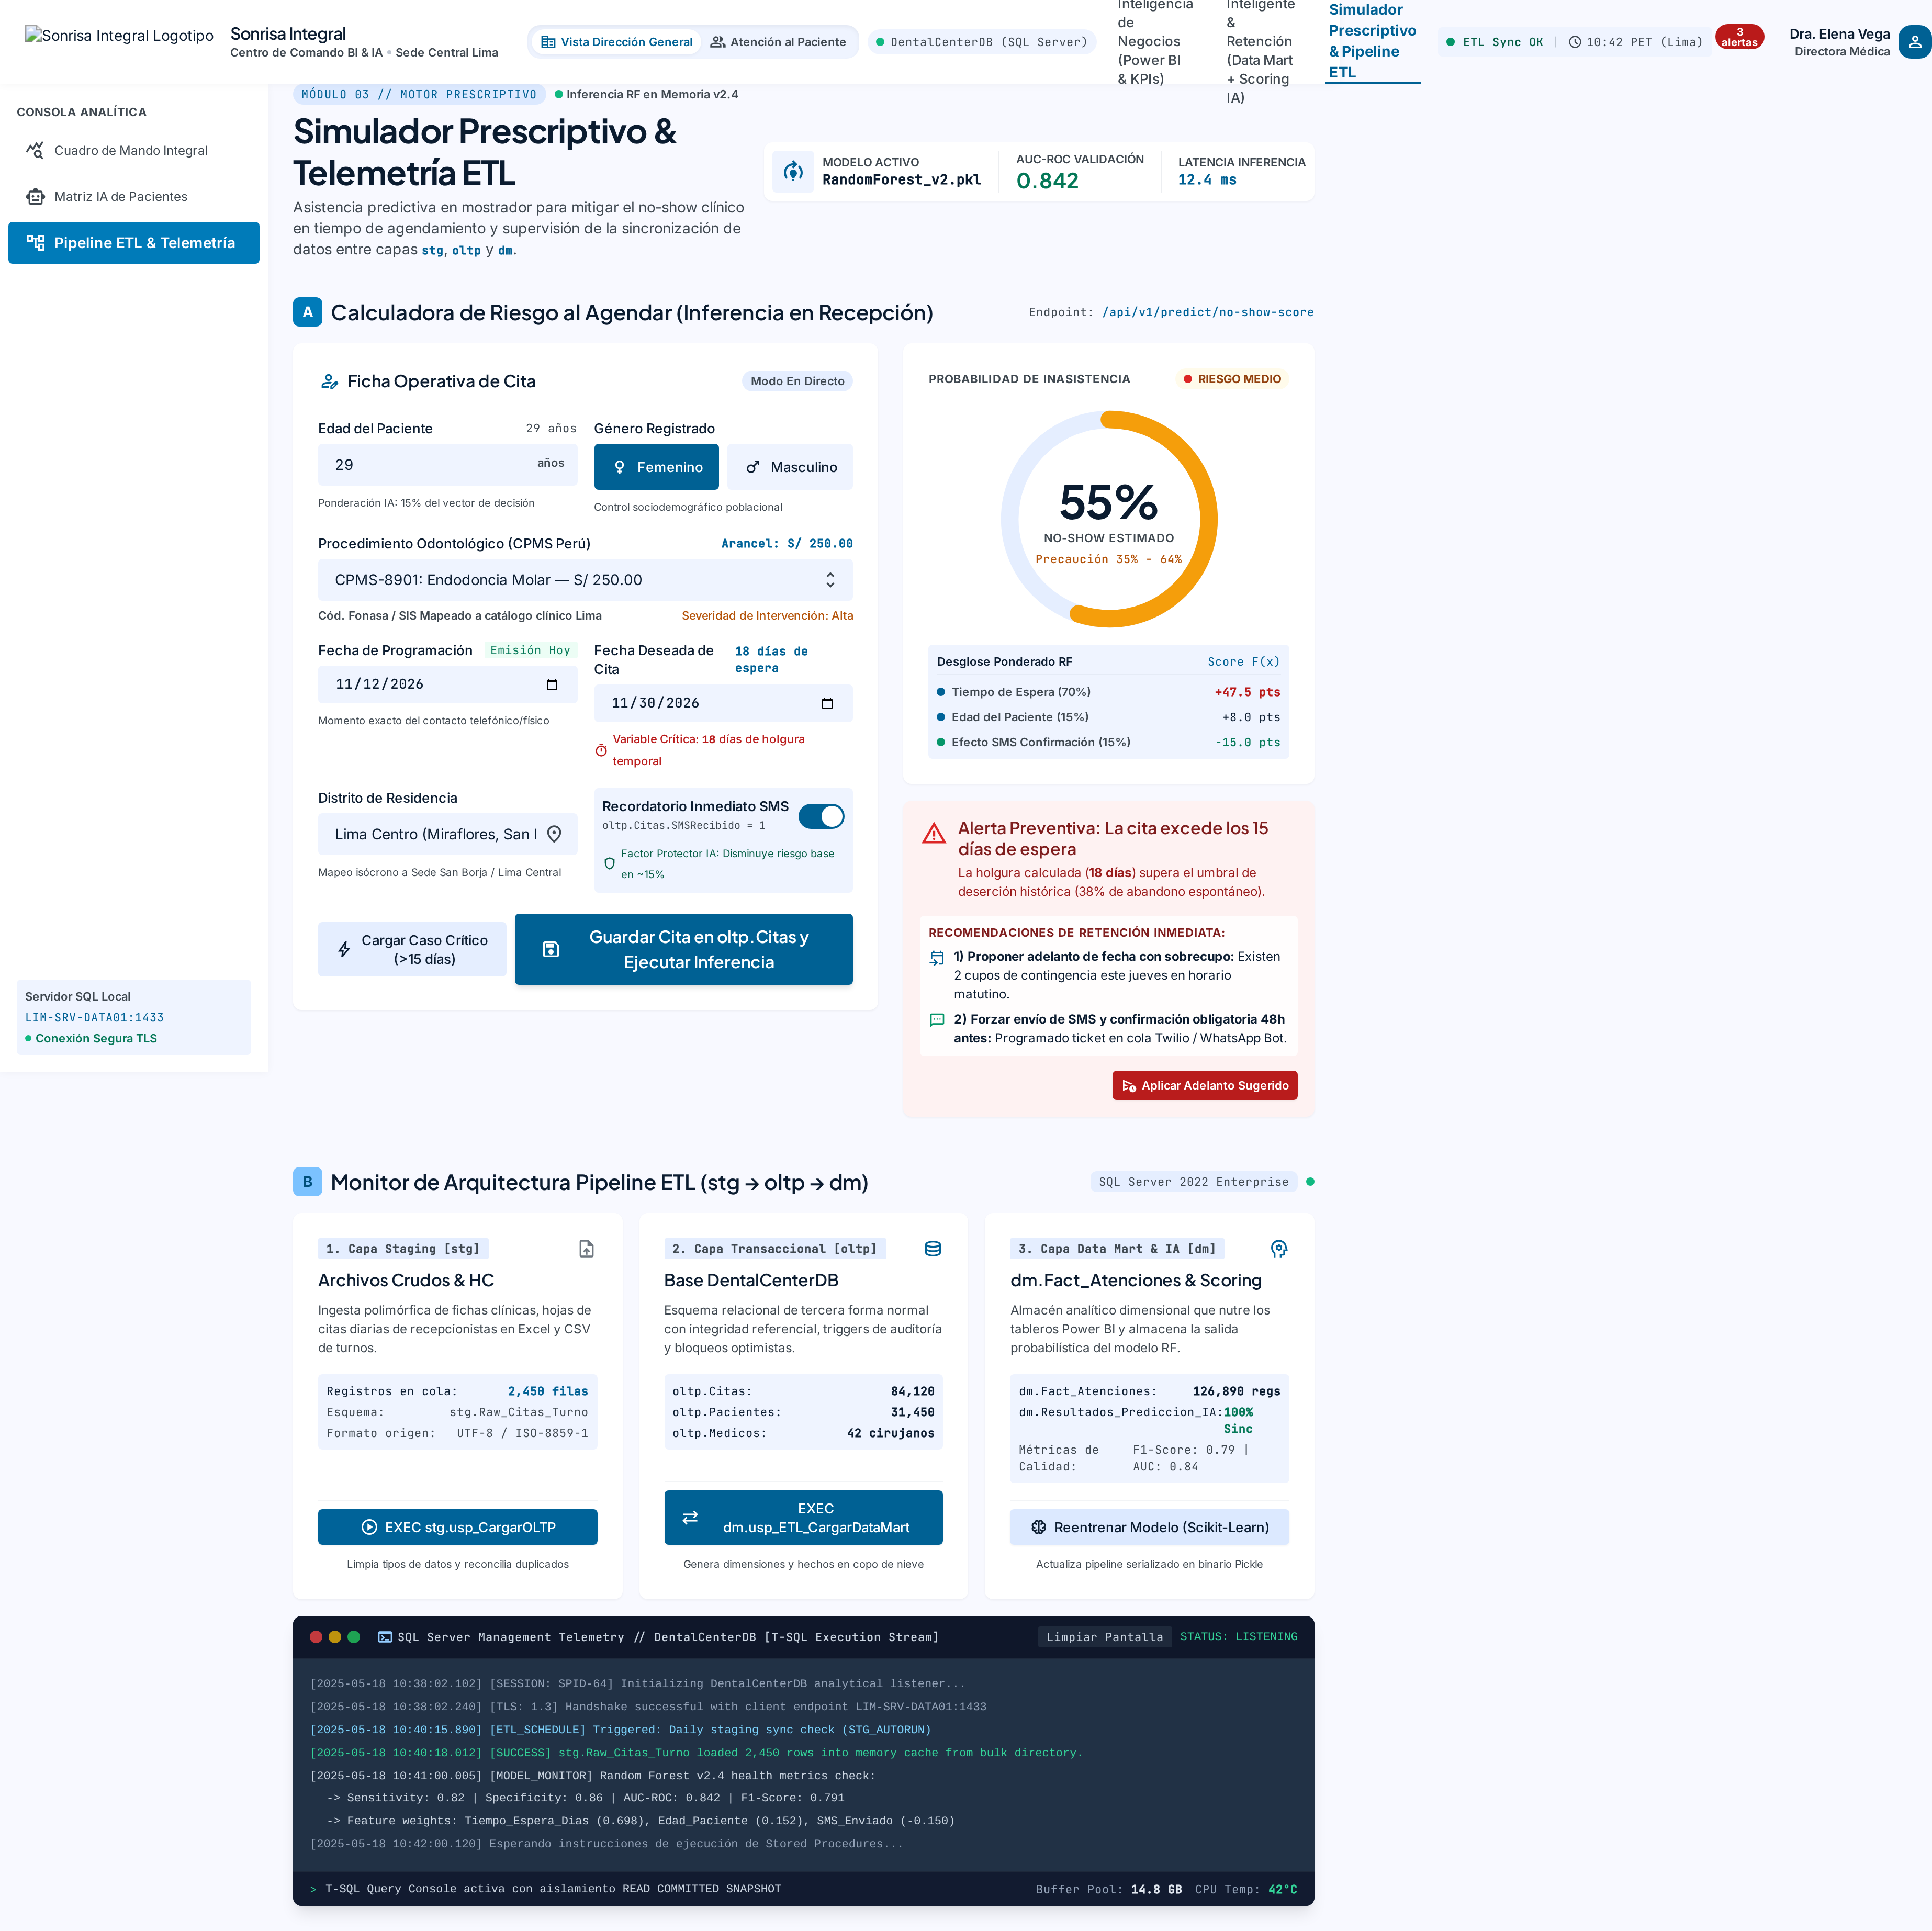 Sonrisa Integral Logotipo
Sonrisa Integral
Centro de Comando BI & IA • Sede Central Lima
Vista Dirección General
Atención al Paciente
DentalCenterDB (SQL Server)
Inteligencia
de
Negocios
(Power BI
& KPIs)
Inteligente
&
Retención
(Data Mart
+ Scoring
IA)
Simulador
Prescriptivo
& Pipeline
ETL
ETL Sync OK | 10:42 PET (Lima)
3
alertas
Dra. Elena Vega
Directora Médica
CONSOLA ANALÍTICA
Cuadro de Mando Integral
Matriz IA de Pacientes
Pipeline ETL & Telemetría
Servidor SQL Local
LIM-SRV-DATA01:1433
Conexión Segura TLS
MÓDULO 03 // MOTOR PRESCRIPTIVO
Inferencia RF en Memoria v2.4
Simulador Prescriptivo &
Telemetría ETL
Asistencia predictiva en mostrador para mitigar el no-show clínico
en tiempo de agendamiento y supervisión de la sincronización de
datos entre capas stg, oltp y dm.
MODELO ACTIVO
RandomForest_v2.pkl
AUC-ROC VALIDACIÓN
0.842
LATENCIA INFERENCIA
12.4 ms
A Calculadora de Riesgo al Agendar (Inferencia en Recepción)
Endpoint: /api/v1/predict/no-show-score
Ficha Operativa de Cita
Modo En Directo
Edad del Paciente
29 años
29
años
Ponderación IA: 15% del vector de decisión
Género Registrado
Femenino
Masculino
Control sociodemográfico poblacional
Procedimiento Odontológico (CPMS Perú)
Arancel: S/ 250.00
CPMS-8901: Endodoncia Molar — S/ 250.00
Cód. Fonasa / SIS Mapeado a catálogo clínico Lima
Severidad de Intervención: Alta
Fecha de Programación
Emisión Hoy
11/12/2026
Momento exacto del contacto telefónico/físico
Fecha Deseada de
Cita
18 días de
espera
11/30/2026
Variable Crítica: 18 días de holgura
temporal
Distrito de Residencia
Lima Centro (Miraflores, San
Mapeo isócrono a Sede San Borja / Lima Central
Recordatorio Inmediato SMS
oltp.Citas.SMSRecibido = 1
Factor Protector IA: Disminuye riesgo base
en ~15%
Cargar Caso Crítico
(>15 días)
Guardar Cita en oltp.Citas y
Ejecutar Inferencia
PROBABILIDAD DE INASISTENCIA
RIESGO MEDIO
55%
NO-SHOW ESTIMADO
Precaución 35% - 64%
Desglose Ponderado RF
Score F(x)
Tiempo de Espera (70%)
+47.5 pts
Edad del Paciente (15%)
+8.0 pts
Efecto SMS Confirmación (15%)
-15.0 pts
Alerta Preventiva: La cita excede los 15
días de espera
La holgura calculada (18 días) supera el umbral de
deserción histórica (38% de abandono espontáneo).
RECOMENDACIONES DE RETENCIÓN INMEDIATA:
1) Proponer adelanto de fecha con sobrecupo: Existen
2 cupos de contingencia este jueves en horario
matutino.
2) Forzar envío de SMS y confirmación obligatoria 48h
antes: Programado ticket en cola Twilio / WhatsApp Bot.
Aplicar Adelanto Sugerido
B Monitor de Arquitectura Pipeline ETL (stg → oltp → dm)
SQL Server 2022 Enterprise
1. Capa Staging [stg]
Archivos Crudos & HC
Ingesta polimórfica de fichas clínicas, hojas de
citas diarias de recepcionistas en Excel y CSV
de turnos.
Registros en cola: 2,450 filas
Esquema: stg.Raw_Citas_Turno
Formato origen: UTF-8 / ISO-8859-1
EXEC stg.usp_CargarOLTP
Limpia tipos de datos y reconcilia duplicados
2. Capa Transaccional [oltp]
Base DentalCenterDB
Esquema relacional de tercera forma normal
con integridad referencial, triggers de auditoría
y bloqueos optimistas.
oltp.Citas: 84,120
oltp.Pacientes: 31,450
oltp.Medicos: 42 cirujanos
EXEC
dm.usp_ETL_CargarDataMart
Genera dimensiones y hechos en copo de nieve
3. Capa Data Mart & IA [dm]
dm.Fact_Atenciones & Scoring
Almacén analítico dimensional que nutre los
tableros Power BI y almacena la salida
probabilística del modelo RF.
dm.Fact_Atenciones: 126,890 regs
dm.Resultados_Prediccion_IA: 100%
Sinc
Métricas de
Calidad:
F1-Score: 0.79 |
AUC: 0.84
Reentrenar Modelo (Scikit-Learn)
Actualiza pipeline serializado en binario Pickle
SQL Server Management Telemetry // DentalCenterDB [T-SQL Execution Stream]
Limpiar Pantalla
STATUS: LISTENING
[2025-05-18 10:38:02.102] [SESSION: SPID-64] Initializing DentalCenterDB analytical listener...
[2025-05-18 10:38:02.240] [TLS: 1.3] Handshake successful with client endpoint LIM-SRV-DATA01:1433
[2025-05-18 10:40:15.890] [ETL_SCHEDULE] Triggered: Daily staging sync check (STG_AUTORUN)
[2025-05-18 10:40:18.012] [SUCCESS] stg.Raw_Citas_Turno loaded 2,450 rows into memory cache from bulk directory.
[2025-05-18 10:41:00.005] [MODEL_MONITOR] Random Forest v2.4 health metrics check:
-> Sensitivity: 0.82 | Specificity: 0.86 | AUC-ROC: 0.842 | F1-Score: 0.791
-> Feature weights: Tiempo_Espera_Dias (0.698), Edad_Paciente (0.152), SMS_Enviado (-0.150)
[2025-05-18 10:42:00.120] Esperando instrucciones de ejecución de Stored Procedures...
> T-SQL Query Console activa con aislamiento READ COMMITTED SNAPSHOT
Buffer Pool: 14.8 GB
CPU Temp: 42°C